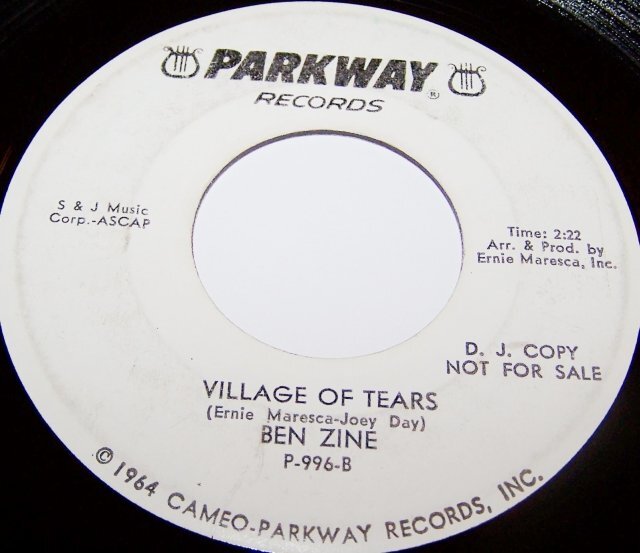 PARKWAY®
RECORDS
S & J Music
Corp.-ASCAP
Time: 2:22
Arr. & Prod. by
Ernie Maresca, Inc.
D. J. COPY
NOT FOR SALE
VILLAGE OF TEARS
(Ernie Maresca-Joey Day)
BEN ZINE
P-996-B
©1964 CAMEO-PARKWAY RECORDS, INC.